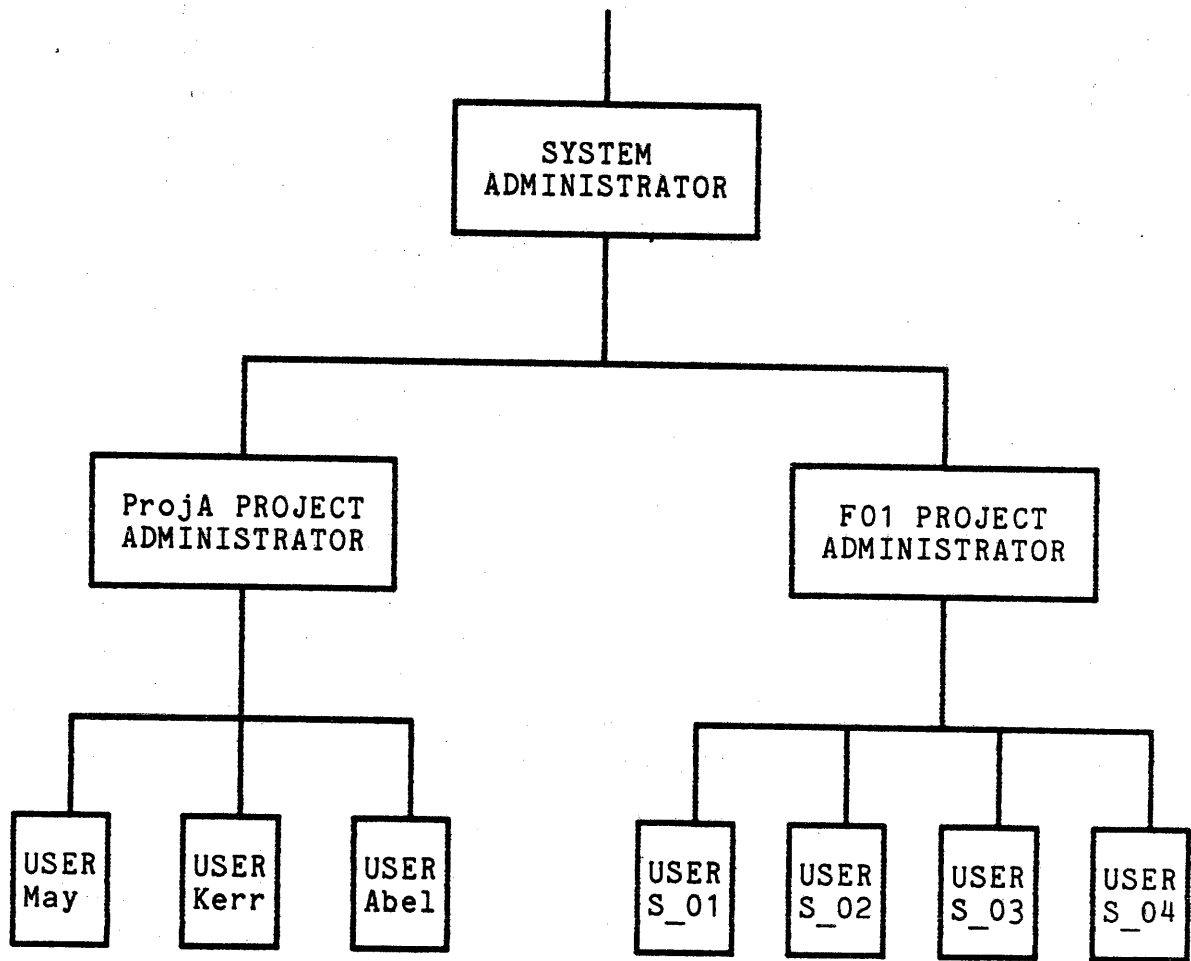 SYSTEM
ADMINISTRATOR
ProjA PROJECT
ADMINISTRATOR
F01 PROJECT
ADMINISTRATOR
USER
May
USER
Kerr
USER
Abel
USER
S_01
USER
S_02
USER
S_03
USER
S_04